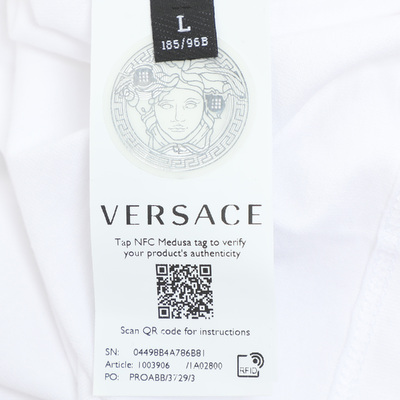 L
185/96B
VERSACE
Tap NFC Medusa tag to verify
your product's authenticity
Scan QR code for instructions
SN: 04498B4A786B81
Article: 1003906 /1A02800
PO: PROABB/3729/3
RFID